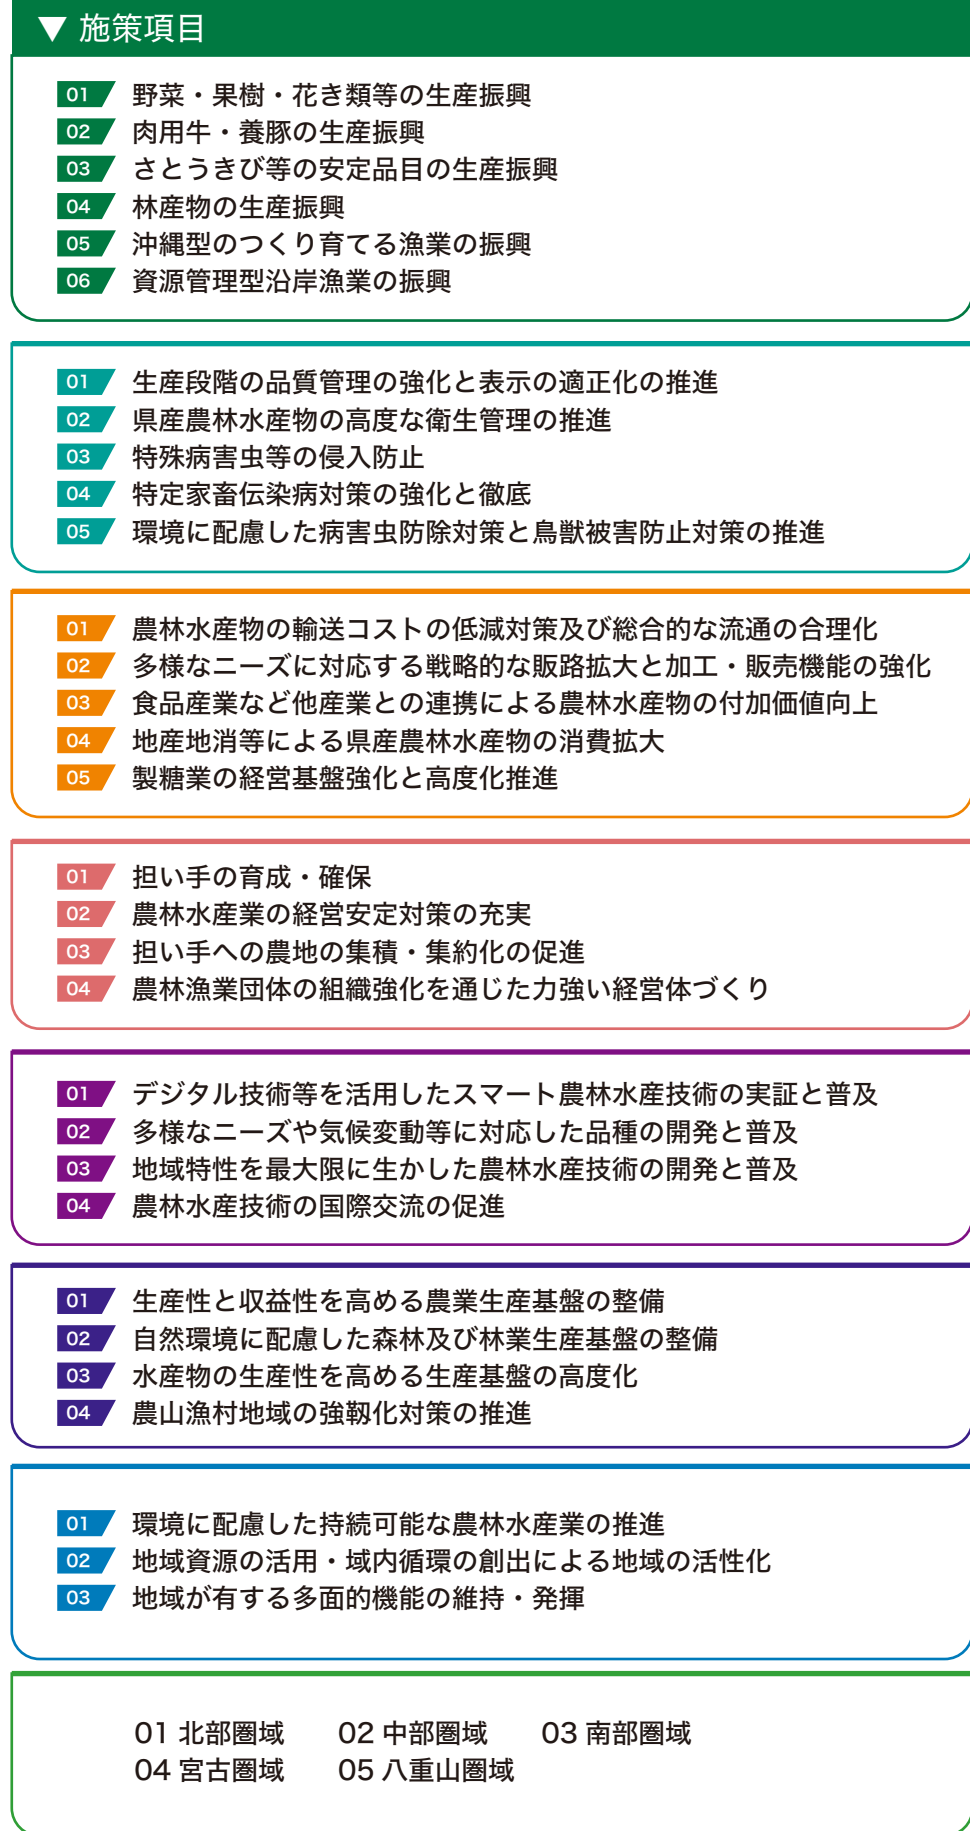 ▼ 施策項目
01 野菜・果樹・花き類等の生産振興
02 肉用牛・養豚の生産振興
03 さとうきび等の安定品目の生産振興
04 林産物の生産振興
05 沖縄型のつくり育てる漁業の振興
06 資源管理型沿岸漁業の振興
01 生産段階の品質管理の強化と表示の適正化の推進
02 県産農林水産物の高度な衛生管理の推進
03 特殊病害虫等の侵入防止
04 特定家畜伝染病対策の強化と徹底
05 環境に配慮した病害虫防除対策と鳥獣被害防止対策の推進
01 農林水産物の輸送コストの低減対策及び総合的な流通の合理化
02 多様なニーズに対応する戦略的な販路拡大と加工・販売機能の強化
03 食品産業など他産業との連携による農林水産物の付加価値向上
04 地産地消等による県産農林水産物の消費拡大
05 製糖業の経営基盤強化と高度化推進
01 担い手の育成・確保
02 農林水産業の経営安定対策の充実
03 担い手への農地の集積・集約化の促進
04 農林漁業団体の組織強化を通じた力強い経営体づくり
01 デジタル技術等を活用したスマート農林水産技術の実証と普及
02 多様なニーズや気候変動等に対応した品種の開発と普及
03 地域特性を最大限に生かした農林水産技術の開発と普及
04 農林水産技術の国際交流の促進
01 生産性と収益性を高める農業生産基盤の整備
02 自然環境に配慮した森林及び林業生産基盤の整備
03 水産物の生産性を高める生産基盤の高度化
04 農山漁村地域の強靱化対策の推進
01 環境に配慮した持続可能な農林水産業の推進
02 地域資源の活用・域内循環の創出による地域の活性化
03 地域が有する多面的機能の維持・発揮
01 北部圏域 02 中部圏域 03 南部圏域
04 宮古圏域 05 八重山圏域